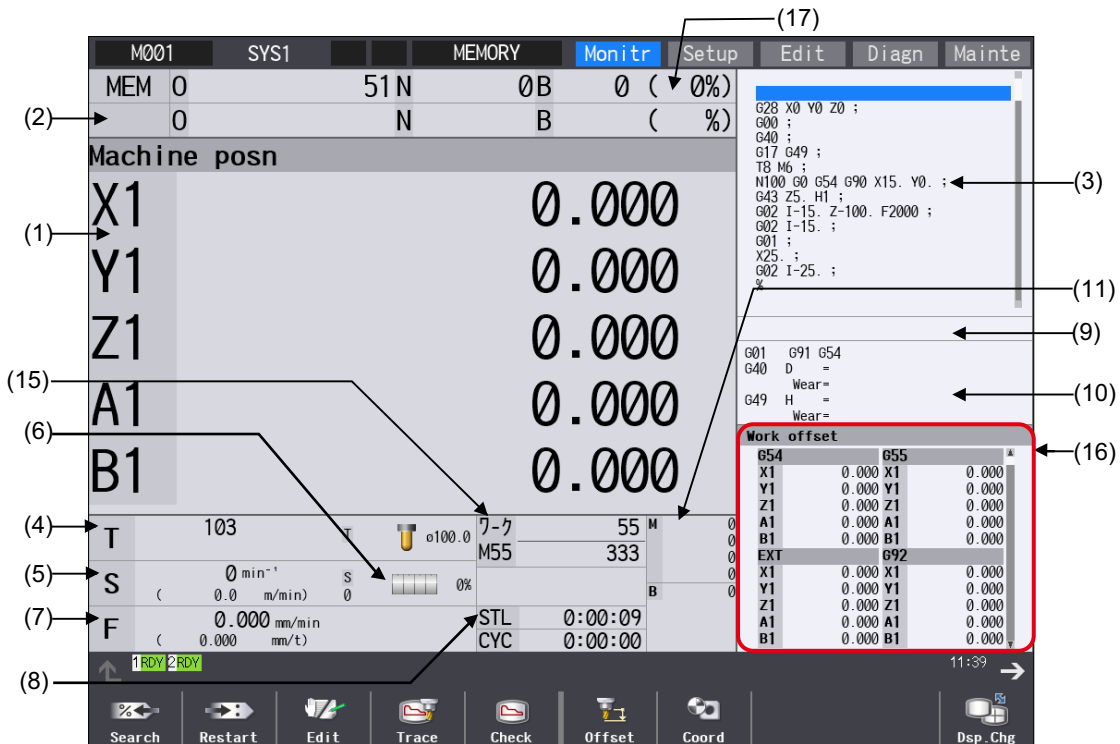 (17)
M001 SYS1 MEMORY Monitr Setup Edit Diagn Mainte
MEM O 51 N 0 B 0 ( 0%)
(2) O N B ( %)
Machine posn
X1 0.000
(1)
Y1 0.000
Z1 0.000
A1 0.000
B1 0.000
(15)
(6)
G28 X0 Y0 Z0 ;
G00 ;
G40 ;
G17 G49 ;
T8 M6 ;
N100 G0 G54 G90 X15. Y0. ; (3)
G43 Z5. H1 ;
G02 I-15. Z-100. F2000 ;
G02 I-15. ;
G01 ;
X25. ;
G02 I-25. ;
%
(11)
(9)
G01 G91 G54
G40 D =
Wear=
G49 H =
Wear=
(10)
Work offset
(16)
G54 G55
X1 0.000 X1 0.000
Y1 0.000 Y1 0.000
Z1 0.000 Z1 0.000
A1 0.000 A1 0.000
B1 0.000 B1 0.000
EXT G92
X1 0.000 X1 0.000
Y1 0.000 Y1 0.000
Z1 0.000 Z1 0.000
A1 0.000 A1 0.000
B1 0.000 B1 0.000
(4) T 103 T ø100.0
ワーク 55
M55 333
M 0
0
0
0
B 0
(5) S 0 min⁻¹ S 0%
( 0.0 m/min) 0
(7) F 0.000 mm/min
( 0.000 mm/t)
STL 0:00:09
CYC 0:00:00
(8)
1 RDY 2 RDY 11:39
Search Restart Edit Trace Check Offset Coord Dsp.Chg